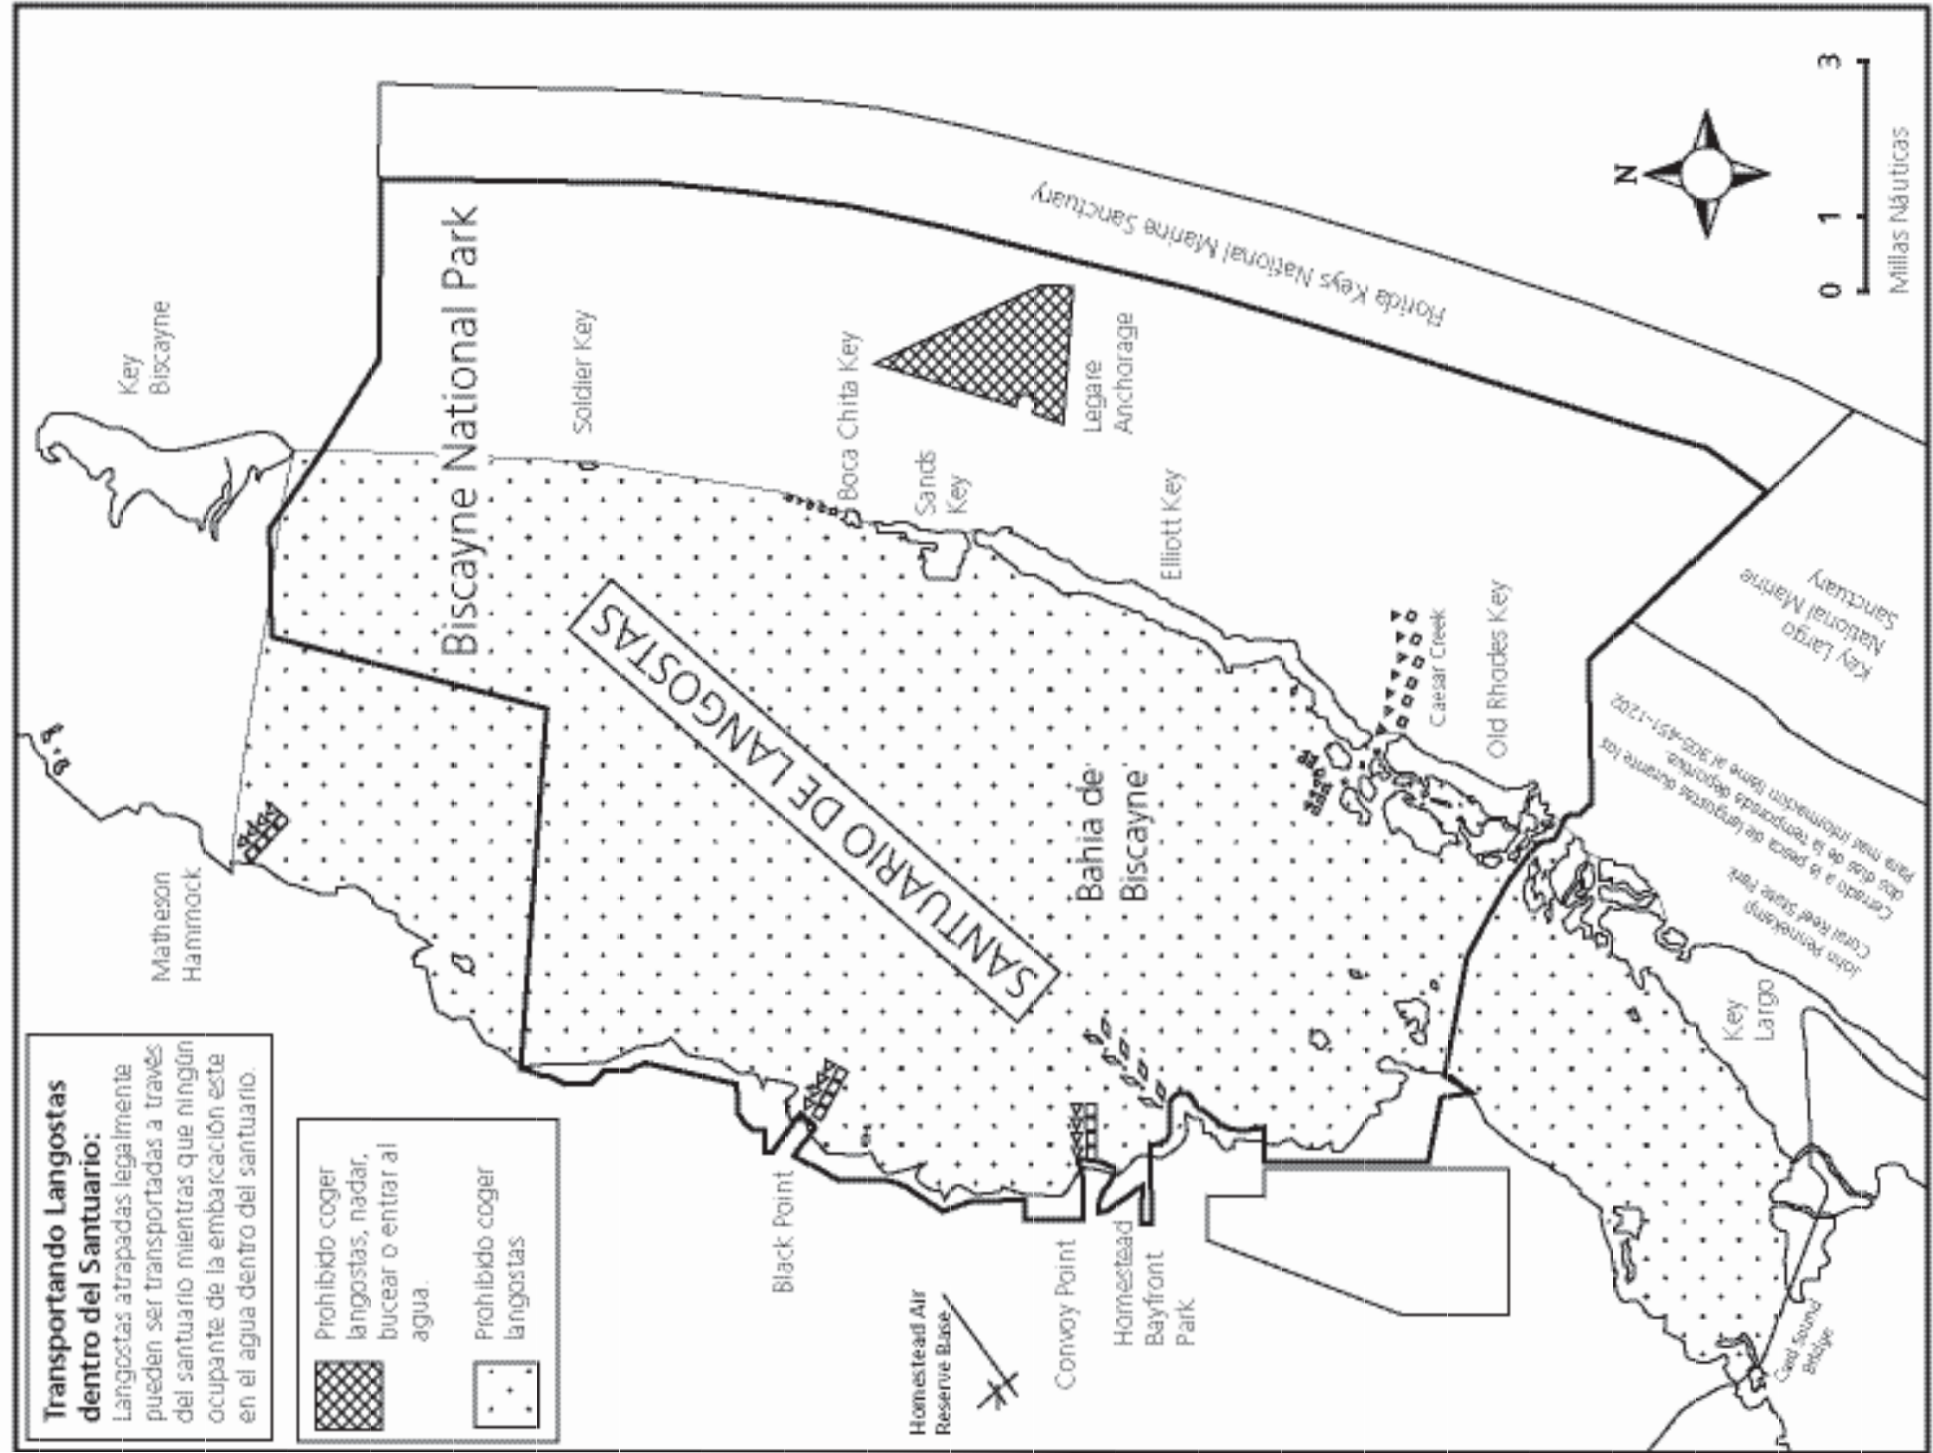 Transportando Langostas
dentro del Santuario:
Langostas atrapadas legalmente
pueden ser transportadas a traves
del santuario mientras que ningún
ocupante de la embarcación este
en el agua dentro del santuario.
Prohibido coger
langostas, nadar,
bucear o entrar al
agua.
Prohibido coger
langostas
Key
Biscayne
Matheson
Hammock
Biscayne National Park
Soldier Key
Boca Chita Key
Sands
Key
Legare
Anchorage
Elliott Key
Florida Keys National Marine Sanctuary
SANTUARIO DE LANGOSTAS
Bahia de
Biscayne
Caesar Creek
Old Rhodes Key
Black Point
Homestead Air
Reserve Base
Convoy Point
Homestead
Bayfront
Park
Key Largo
National Marine
Sanctuary
John Pennekamp
Coral Reef State Park
Cerrado a la pesca de langostas durante los
dos dias de la temporada deportiva.
Para mas informacion llame al 305-451-1202.
Key
Largo
Card Sound
Bridge
N
0 1 3
Millas Náuticas